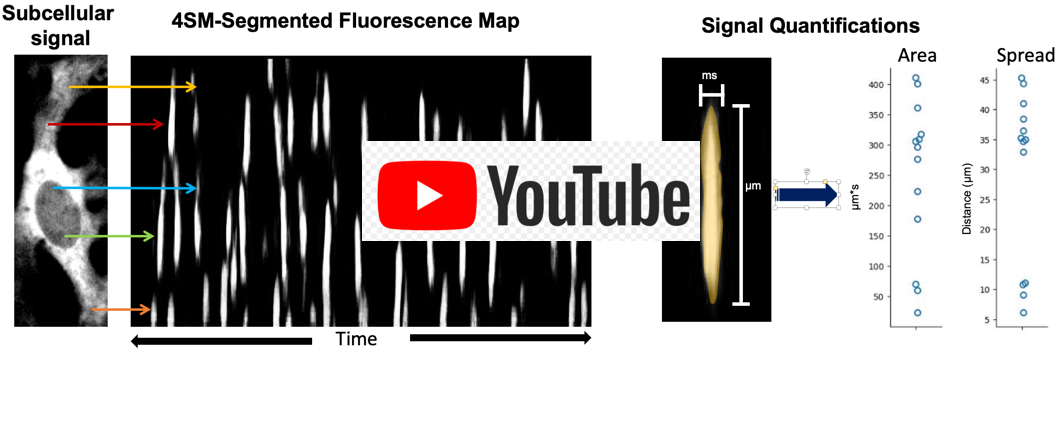 Subcellular
signal
4SM-Segmented Fluorescence Map
Signal Quantifications
Area
Spread
ms
μm
YouTube
Time
μm*s
400
350
300
250
200
150
100
50
Distance (μm)
45
40
35
30
25
20
15
10
5